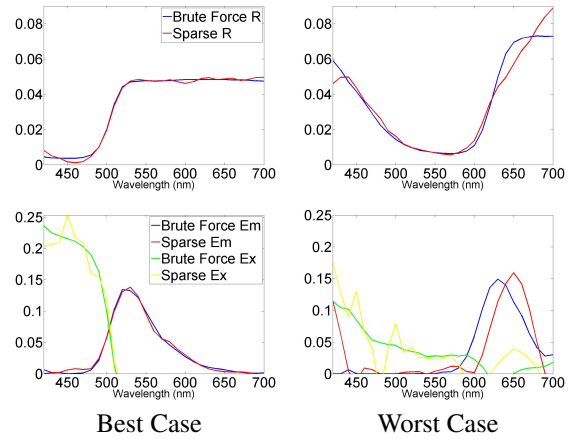 Brute Force R
Sparse R
0.08
0.06
0.04
0.02
0
450 500 550 600 650 700
Wavelength (nm)
0.08
0.06
0.04
0.02
0
450 500 550 600 650 700
Wavelength (nm)
Brute Force Em
Sparse Em
Brute Force Ex
Sparse Ex
0.25
0.2
0.15
0.1
0.05
0
450 500 550 600 650 700
Wavelength (nm)
0.25
0.2
0.15
0.1
0.05
0
450 500 550 600 650 700
Wavelength (nm)
Best Case
Worst Case